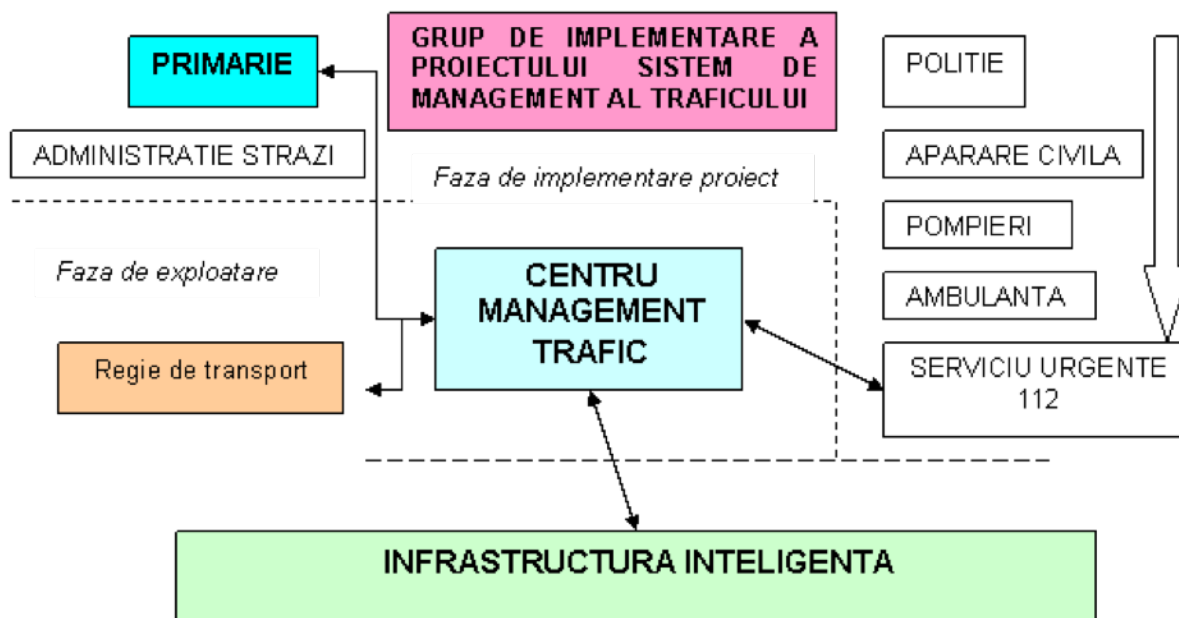 PRIMARIE
GRUP DE IMPLEMENTARE A
PROIECTULUI SISTEM DE
MANAGEMENT AL TRAFICULUI
POLITIE
ADMINISTRATIE STRAZI
APARARE CIVILA
Faza de implementare proiect
POMPIERI
Faza de exploatare
CENTRU
MANAGEMENT
TRAFIC
AMBULANTA
Regie de transport
SERVICIU URGENTE
112
INFRASTRUCTURA INTELIGENTA